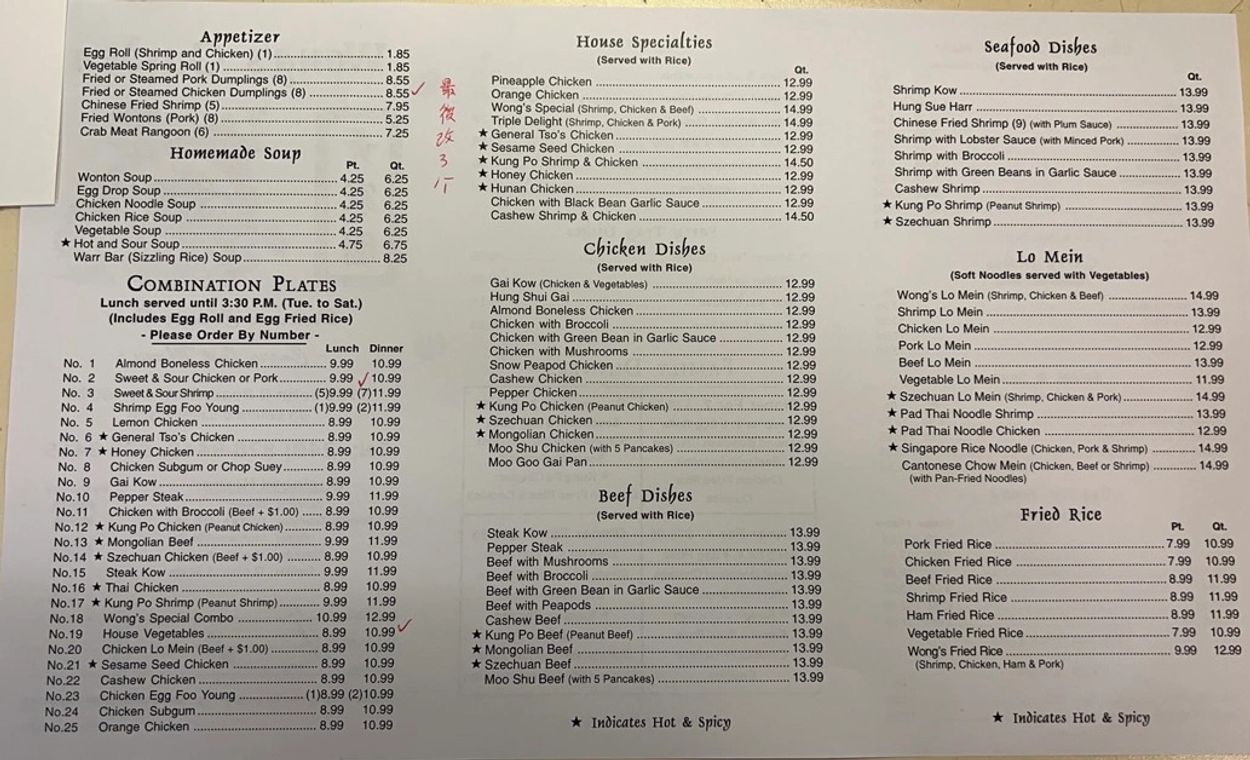 Appetizer
Egg Roll (Shrimp and Chicken) (1) 1.85
Vegetable Spring Roll (1) 1.85
Fried or Steamed Pork Dumplings (8) 8.55
Fried or Steamed Chicken Dumplings (8) 8.55
Chinese Fried Shrimp (5) 7.95
Fried Wontons (Pork) (8) 5.25
Crab Meat Rangoon (6) 7.25
最
後
改
3
行
Homemade Soup
Pt. Qt.
Wonton Soup 4.25 6.25
Egg Drop Soup 4.25 6.25
Chicken Noodle Soup 4.25 6.25
Chicken Rice Soup 4.25 6.25
Vegetable Soup 4.25 6.25
★ Hot and Sour Soup 4.75 6.75
Warr Bar (Sizzling Rice) Soup 8.25
COMBINATION PLATES
Lunch served until 3:30 P.M. (Tue. to Sat.)
(Includes Egg Roll and Egg Fried Rice)
- Please Order By Number -
Lunch Dinner
No. 1 Almond Boneless Chicken 9.99 10.99
No. 2 Sweet & Sour Chicken or Pork 9.99 10.99
No. 3 Sweet & Sour Shrimp (5)9.99 (7)11.99
No. 4 Shrimp Egg Foo Young (1)9.99 (2)11.99
No. 5 Lemon Chicken 8.99 10.99
No. 6 ★ General Tso's Chicken 8.99 10.99
No. 7 ★ Honey Chicken 8.99 10.99
No. 8 Chicken Subgum or Chop Suey 8.99 10.99
No. 9 Gai Kow 8.99 10.99
No.10 Pepper Steak 9.99 11.99
No.11 Chicken with Broccoli (Beef + $1.00) 8.99 10.99
No.12 ★ Kung Po Chicken (Peanut Chicken) 8.99 10.99
No.13 ★ Mongolian Beef 9.99 11.99
No.14 ★ Szechuan Chicken (Beef + $1.00) 8.99 10.99
No.15 Steak Kow 9.99 11.99
No.16 ★ Thai Chicken 8.99 10.99
No.17 ★ Kung Po Shrimp (Peanut Shrimp) 9.99 11.99
No.18 Wong's Special Combo 10.99 12.99
No.19 House Vegetables 8.99 10.99
No.20 Chicken Lo Mein (Beef + $1.00) 8.99 10.99
No.21 ★ Sesame Seed Chicken 8.99 10.99
No.22 Cashew Chicken 8.99 10.99
No.23 Chicken Egg Foo Young (1)8.99 (2)10.99
No.24 Chicken Subgum 8.99 10.99
No.25 Orange Chicken 8.99 10.99
House Specialties
(Served with Rice)
Qt.
Pineapple Chicken 12.99
Orange Chicken 12.99
Wong's Special (Shrimp, Chicken & Beef) 14.99
Triple Delight (Shrimp, Chicken & Pork) 14.99
★ General Tso's Chicken 12.99
★ Sesame Seed Chicken 12.99
★ Kung Po Shrimp & Chicken 14.50
★ Honey Chicken 12.99
★ Hunan Chicken 12.99
Chicken with Black Bean Garlic Sauce 12.99
Cashew Shrimp & Chicken 14.50
Chicken Dishes
(Served with Rice)
Gai Kow (Chicken & Vegetables) 12.99
Hung Shui Gai 12.99
Almond Boneless Chicken 12.99
Chicken with Broccoli 12.99
Chicken with Green Bean in Garlic Sauce 12.99
Chicken with Mushrooms 12.99
Snow Peapod Chicken 12.99
Cashew Chicken 12.99
Pepper Chicken 12.99
★ Kung Po Chicken (Peanut Chicken) 12.99
★ Szechuan Chicken 12.99
★ Mongolian Chicken 12.99
Moo Shu Chicken (with 5 Pancakes) 12.99
Moo Goo Gai Pan 12.99
Beef Dishes
(Served with Rice)
Steak Kow 13.99
Pepper Steak 13.99
Beef with Mushrooms 13.99
Beef with Broccoli 13.99
Beef with Green Bean in Garlic Sauce 13.99
Beef with Peapods 13.99
Cashew Beef 13.99
★ Kung Po Beef (Peanut Beef) 13.99
★ Mongolian Beef 13.99
★ Szechuan Beef 13.99
Moo Shu Beef (with 5 Pancakes) 13.99
★ Indicates Hot & Spicy
Seafood Dishes
(Served with Rice)
Qt.
Shrimp Kow 13.99
Hung Sue Harr 13.99
Chinese Fried Shrimp (9) (with Plum Sauce) 13.99
Shrimp with Lobster Sauce (with Minced Pork) 13.99
Shrimp with Broccoli 13.99
Shrimp with Green Beans in Garlic Sauce 13.99
Cashew Shrimp 13.99
★ Kung Po Shrimp (Peanut Shrimp) 13.99
★ Szechuan Shrimp 13.99
Lo Mein
(Soft Noodles served with Vegetables)
Wong's Lo Mein (Shrimp, Chicken & Beef) 14.99
Shrimp Lo Mein 13.99
Chicken Lo Mein 12.99
Pork Lo Mein 12.99
Beef Lo Mein 13.99
Vegetable Lo Mein 11.99
★ Szechuan Lo Mein (Shrimp, Chicken & Pork) 14.99
★ Pad Thai Noodle Shrimp 13.99
★ Pad Thai Noodle Chicken 12.99
★ Singapore Rice Noodle (Chicken, Pork & Shrimp) 14.99
Cantonese Chow Mein (Chicken, Beef or Shrimp) 14.99
(with Pan-Fried Noodles)
Fried Rice
Pt. Qt.
Pork Fried Rice 7.99 10.99
Chicken Fried Rice 7.99 10.99
Beef Fried Rice 8.99 11.99
Shrimp Fried Rice 8.99 11.99
Ham Fried Rice 8.99 11.99
Vegetable Fried Rice 7.99 10.99
Wong's Fried Rice 9.99 12.99
(Shrimp, Chicken, Ham & Pork)
★ Indicates Hot & Spicy